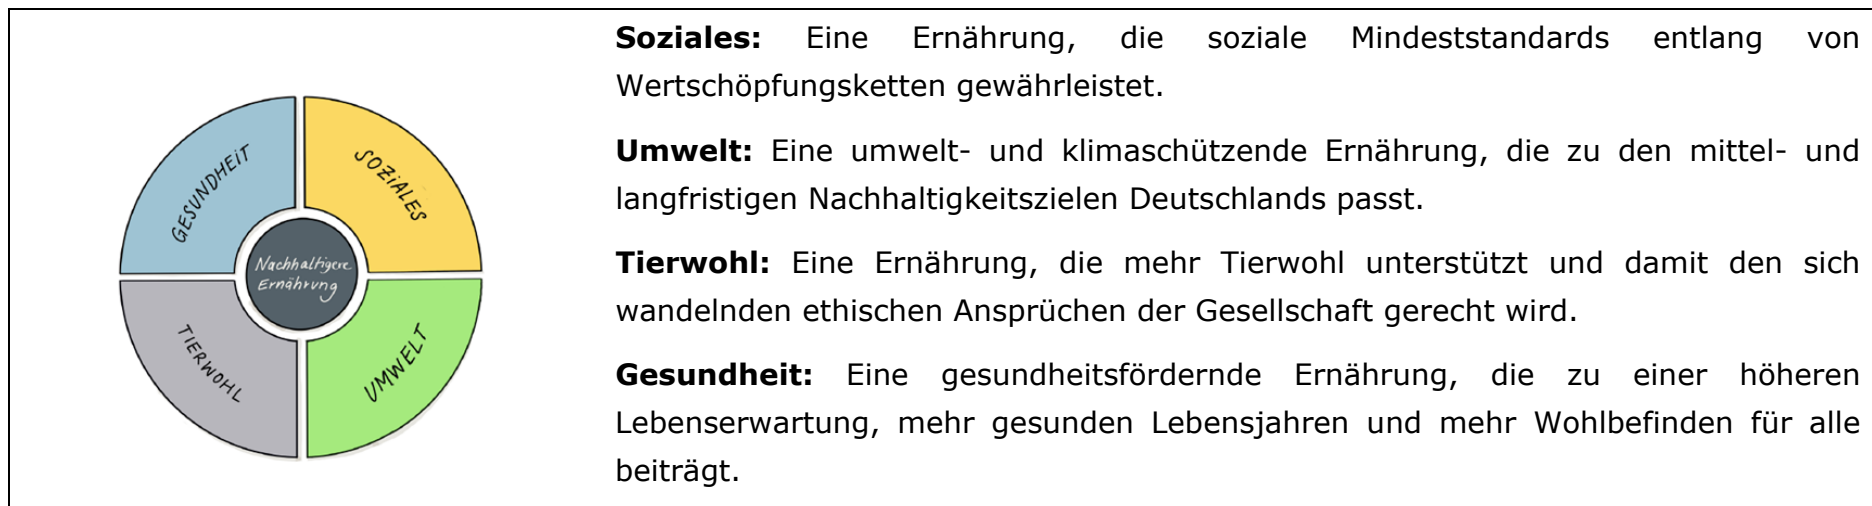 GESUNDHEIT
SOZIALES
Nachhaltigere
Ernährung
TIERWOHL
UMWELT
Soziales: Eine Ernährung, die soziale Mindeststandards entlang von
Wertschöpfungsketten gewährleistet.
Umwelt: Eine umwelt- und klimaschützende Ernährung, die zu den mittel- und
langfristigen Nachhaltigkeitszielen Deutschlands passt.
Tierwohl: Eine Ernährung, die mehr Tierwohl unterstützt und damit den sich
wandelnden ethischen Ansprüchen der Gesellschaft gerecht wird.
Gesundheit: Eine gesundheitsfördernde Ernährung, die zu einer höheren
Lebenserwartung, mehr gesunden Lebensjahren und mehr Wohlbefinden für alle
beiträgt.